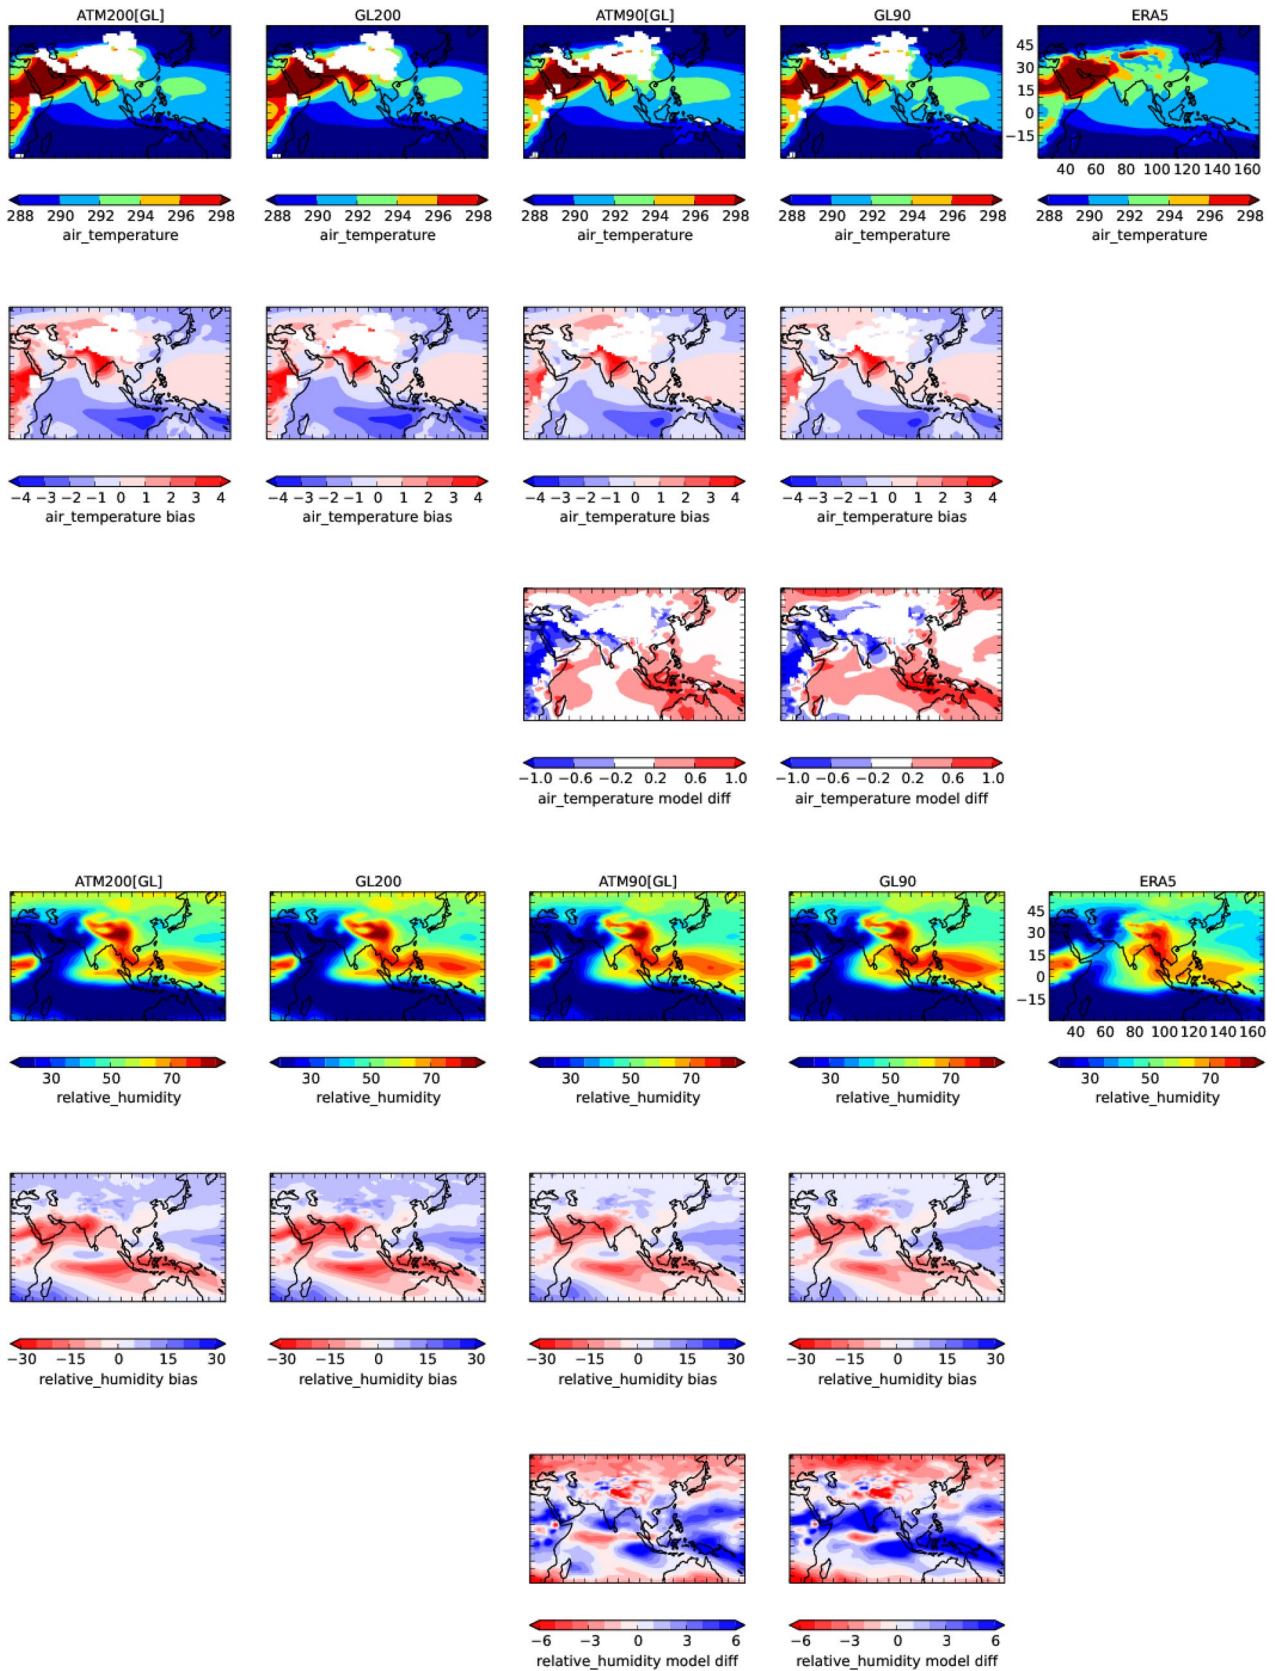 ATM200[GL] GL200 ATM90[GL] GL90 ERA5
45
30
15
0
−15
40 60 80 100 120 140 160
288 290 292 294 296 298 288 290 292 294 296 298 288 290 292 294 296 298 288 290 292 294 296 298 288 290 292 294 296 298
air_temperature air_temperature air_temperature air_temperature air_temperature
−4 −3 −2 −1 0 1 2 3 4 −4 −3 −2 −1 0 1 2 3 4 −4 −3 −2 −1 0 1 2 3 4 −4 −3 −2 −1 0 1 2 3 4
air_temperature bias air_temperature bias air_temperature bias air_temperature bias
−1.0 −0.6 −0.2 0.2 0.6 1.0 −1.0 −0.6 −0.2 0.2 0.6 1.0
air_temperature model diff air_temperature model diff
ATM200[GL] GL200 ATM90[GL] GL90 ERA5
45
30
15
0
−15
40 60 80 100 120 140 160
30 50 70 30 50 70 30 50 70 30 50 70 30 50 70
relative_humidity relative_humidity relative_humidity relative_humidity relative_humidity
−30 −15 0 15 30 −30 −15 0 15 30 −30 −15 0 15 30 −30 −15 0 15 30
relative_humidity bias relative_humidity bias relative_humidity bias relative_humidity bias
−6 −3 0 3 6 −6 −3 0 3 6
relative_humidity model diff relative_humidity model diff